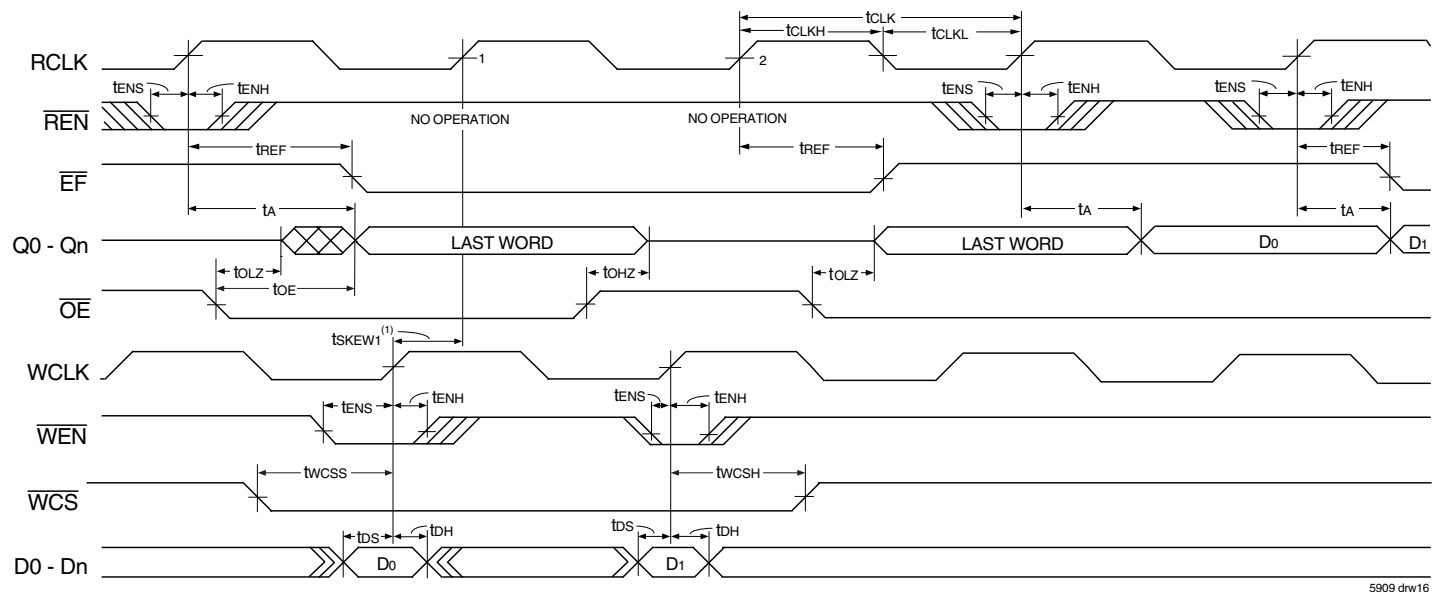 tCLK
tCLKH
tCLKL
RCLK
1
2
tENS
tENH
tENS
tENH
tENS
tENH
REN
NO OPERATION
NO OPERATION
tREF
tREF
tREF
EF
tA
tA
tA
Q0 - Qn
LAST WORD
LAST WORD
D0
D1
tOLZ
tOHZ
tOLZ
tOE
OE
tSKEW1(1)
WCLK
tENS
tENH
tENS
tENH
WEN
tWCSS
tWCSH
WCS
tDS
tDH
tDS
tDH
D0 - Dn
D0
D1
5909 drw16